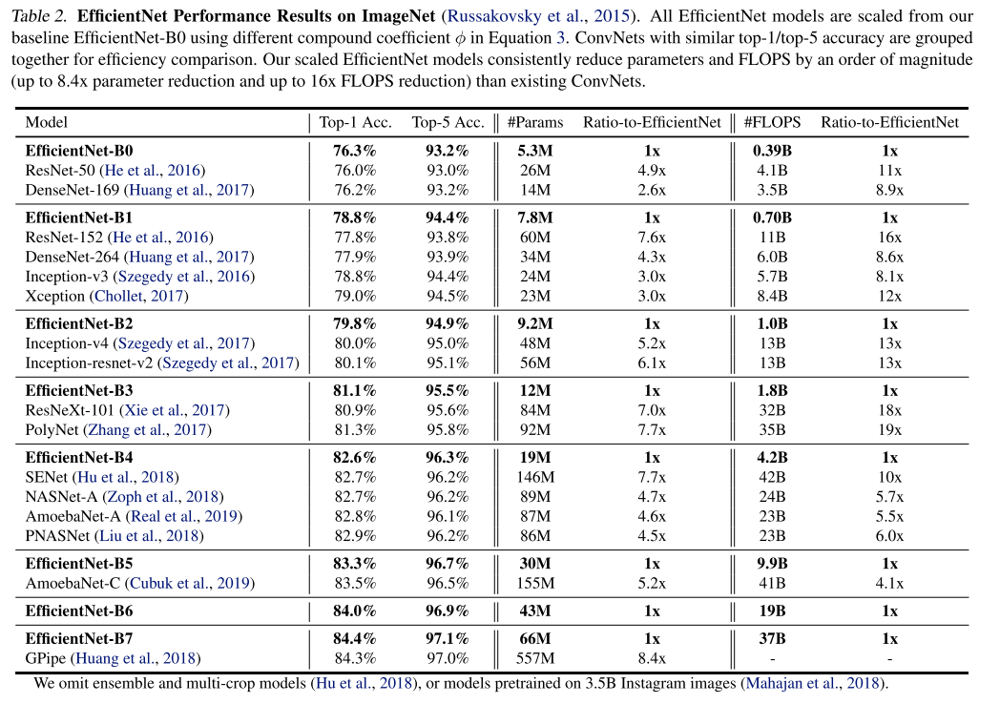 Table 2. EfficientNet Performance Results on ImageNet (Russakovsky et al., 2015). All EfficientNet models are scaled from our
baseline EfficientNet-B0 using different compound coefficient ϕ in Equation 3. ConvNets with similar top-1/top-5 accuracy are grouped
together for efficiency comparison. Our scaled EfficientNet models consistently reduce parameters and FLOPS by an order of magnitude
(up to 8.4x parameter reduction and up to 16x FLOPS reduction) than existing ConvNets.
Model Top-1 Acc. Top-5 Acc. #Params Ratio-to-EfficientNet #FLOPS Ratio-to-EfficientNet
EfficientNet-B0 76.3% 93.2% 5.3M 1x 0.39B 1x
ResNet-50 (He et al., 2016) 76.0% 93.0% 26M 4.9x 4.1B 11x
DenseNet-169 (Huang et al., 2017) 76.2% 93.2% 14M 2.6x 3.5B 8.9x
EfficientNet-B1 78.8% 94.4% 7.8M 1x 0.70B 1x
ResNet-152 (He et al., 2016) 77.8% 93.8% 60M 7.6x 11B 16x
DenseNet-264 (Huang et al., 2017) 77.9% 93.9% 34M 4.3x 6.0B 8.6x
Inception-v3 (Szegedy et al., 2016) 78.8% 94.4% 24M 3.0x 5.7B 8.1x
Xception (Chollet, 2017) 79.0% 94.5% 23M 3.0x 8.4B 12x
EfficientNet-B2 79.8% 94.9% 9.2M 1x 1.0B 1x
Inception-v4 (Szegedy et al., 2017) 80.0% 95.0% 48M 5.2x 13B 13x
Inception-resnet-v2 (Szegedy et al., 2017) 80.1% 95.1% 56M 6.1x 13B 13x
EfficientNet-B3 81.1% 95.5% 12M 1x 1.8B 1x
ResNeXt-101 (Xie et al., 2017) 80.9% 95.6% 84M 7.0x 32B 18x
PolyNet (Zhang et al., 2017) 81.3% 95.8% 92M 7.7x 35B 19x
EfficientNet-B4 82.6% 96.3% 19M 1x 4.2B 1x
SENet (Hu et al., 2018) 82.7% 96.2% 146M 7.7x 42B 10x
NASNet-A (Zoph et al., 2018) 82.7% 96.2% 89M 4.7x 24B 5.7x
AmoebaNet-A (Real et al., 2019) 82.8% 96.1% 87M 4.6x 23B 5.5x
PNASNet (Liu et al., 2018) 82.9% 96.2% 86M 4.5x 23B 6.0x
EfficientNet-B5 83.3% 96.7% 30M 1x 9.9B 1x
AmoebaNet-C (Cubuk et al., 2019) 83.5% 96.5% 155M 5.2x 41B 4.1x
EfficientNet-B6 84.0% 96.9% 43M 1x 19B 1x
EfficientNet-B7 84.4% 97.1% 66M 1x 37B 1x
GPipe (Huang et al., 2018) 84.3% 97.0% 557M 8.4x - -
We omit ensemble and multi-crop models (Hu et al., 2018), or models pretrained on 3.5B Instagram images (Mahajan et al., 2018).